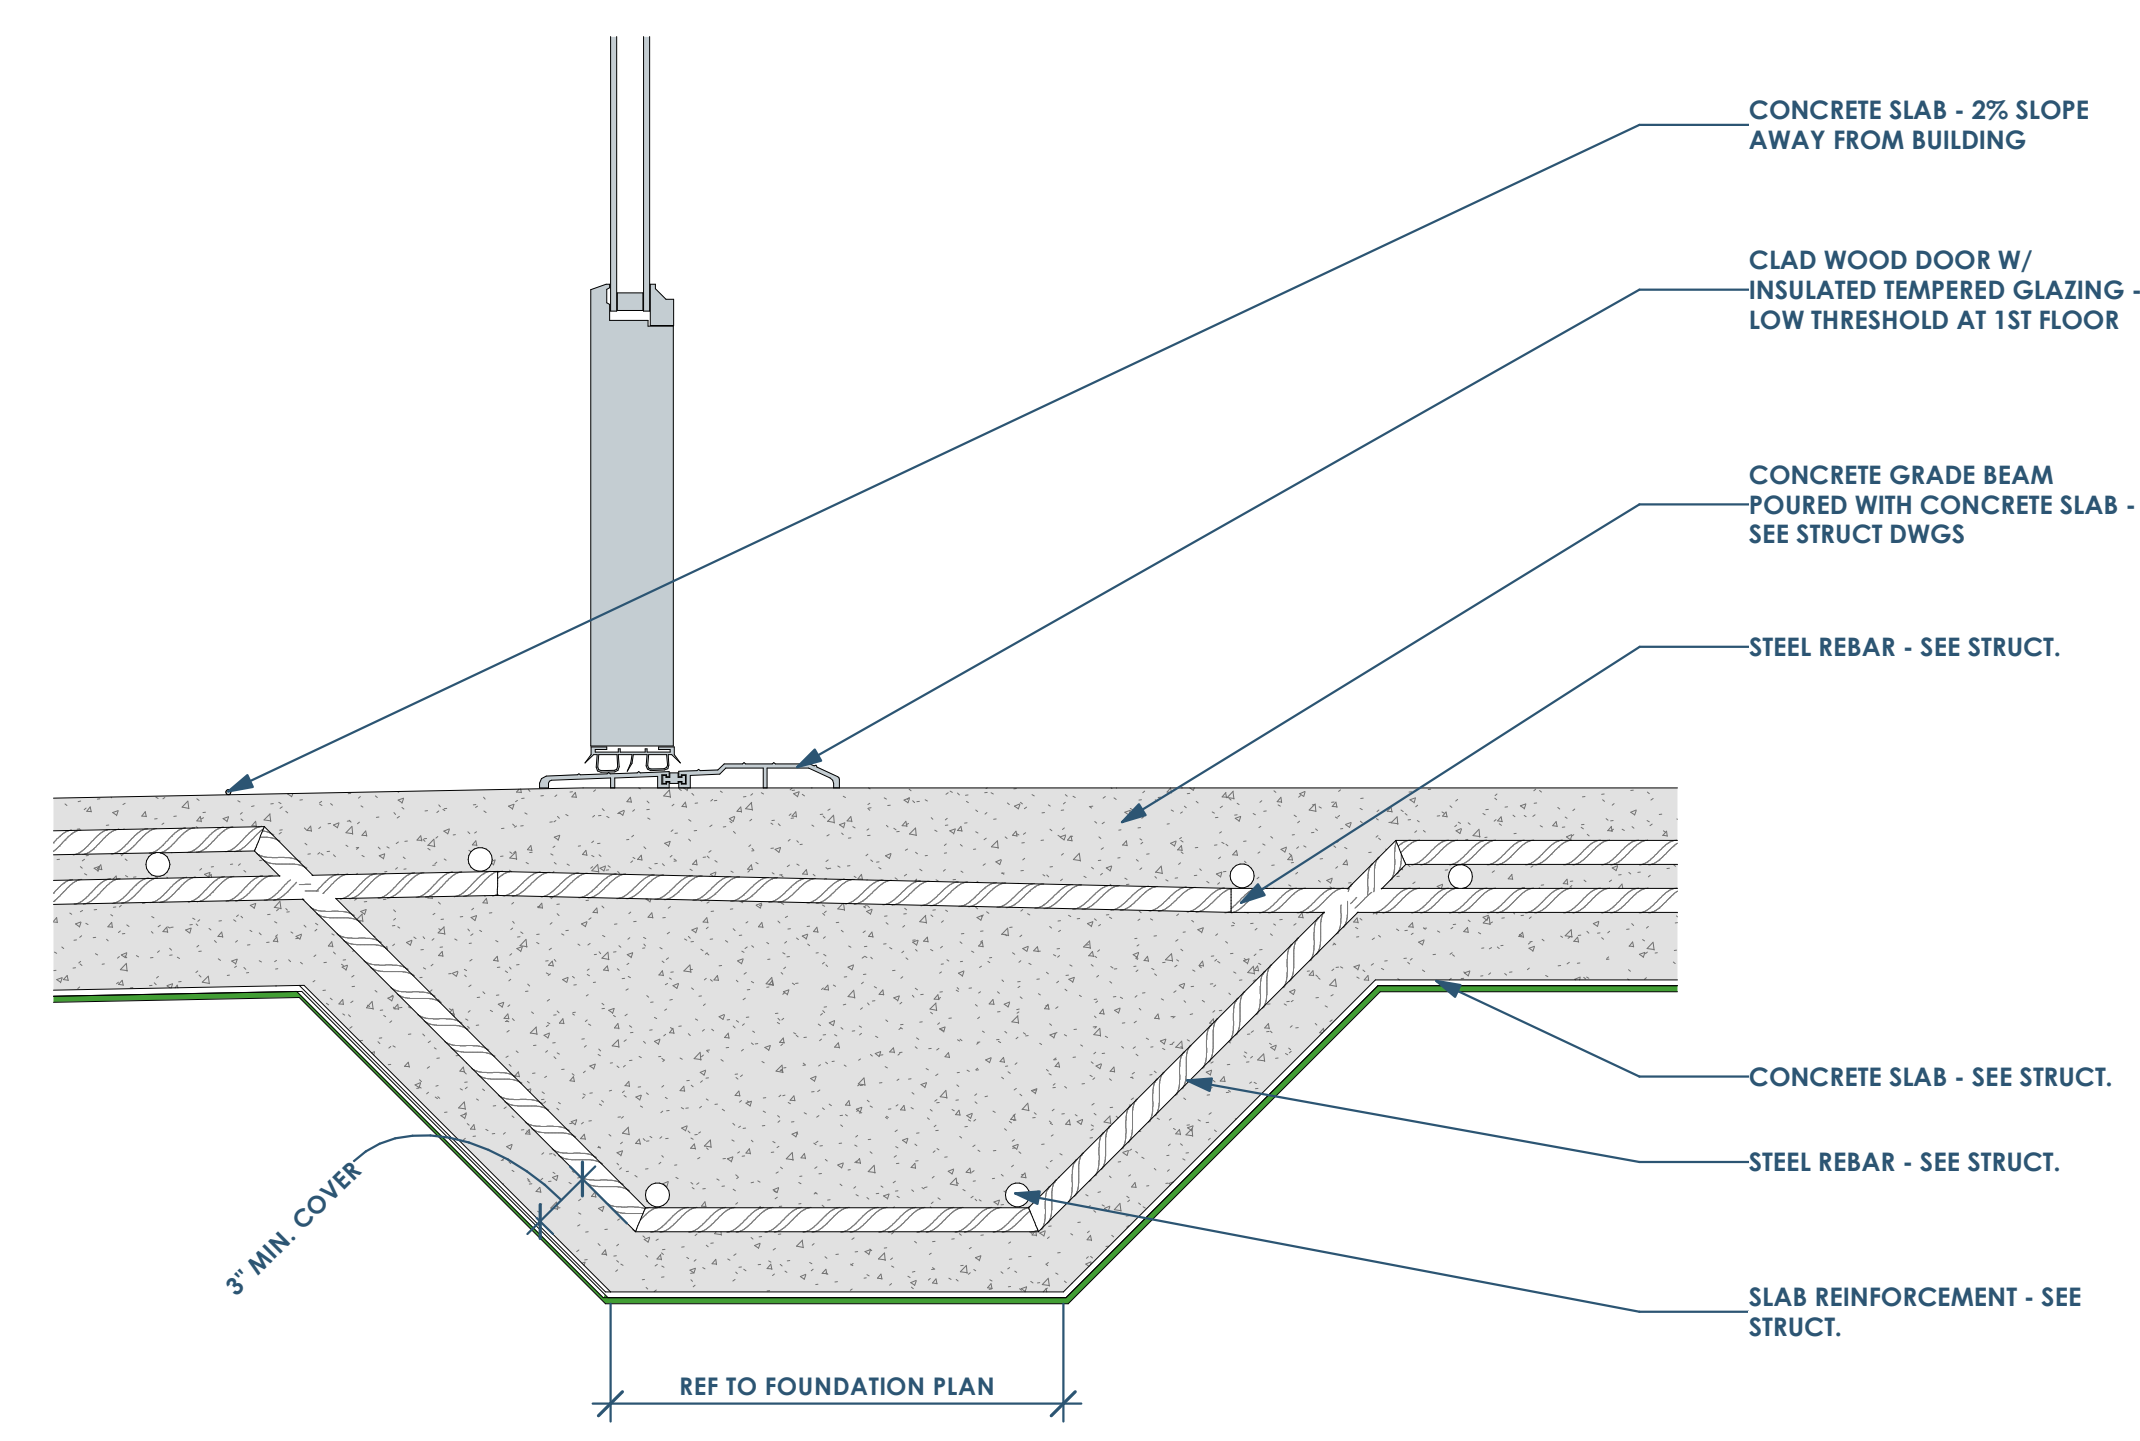 CONCRETE SLAB - 2% SLOPE
AWAY FROM BUILDING
CLAD WOOD DOOR W/
INSULATED TEMPERED GLAZING -
LOW THRESHOLD AT 1ST FLOOR
CONCRETE GRADE BEAM
POURED WITH CONCRETE SLAB -
SEE STRUCT DWGS
STEEL REBAR - SEE STRUCT.
CONCRETE SLAB - SEE STRUCT.
STEEL REBAR - SEE STRUCT.
3" MIN. COVER
SLAB REINFORCEMENT - SEE
STRUCT.
REF TO FOUNDATION PLAN